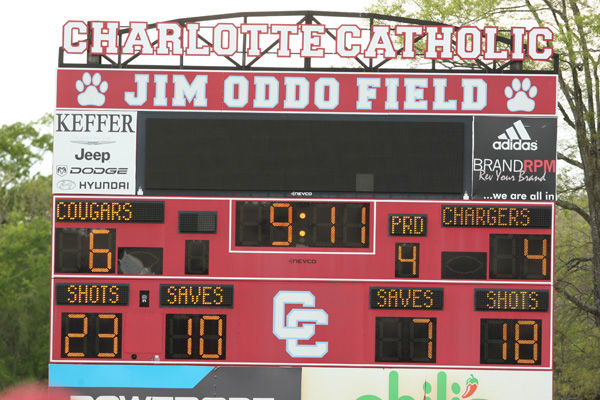 CHARLOTTE CATHOLIC
JIM ODDO FIELD
KEFFER
Jeep
DODGE
HYUNDAI
adidas
BRANDRPM
Rev Your Brand
...we are all in
NEVCO
COUGARS
9:11
PRD
CHARGERS
6
4
4
NEVCO
SHOTS
SAVES
SAVES
SHOTS
23
10
7
18
CC
chili's